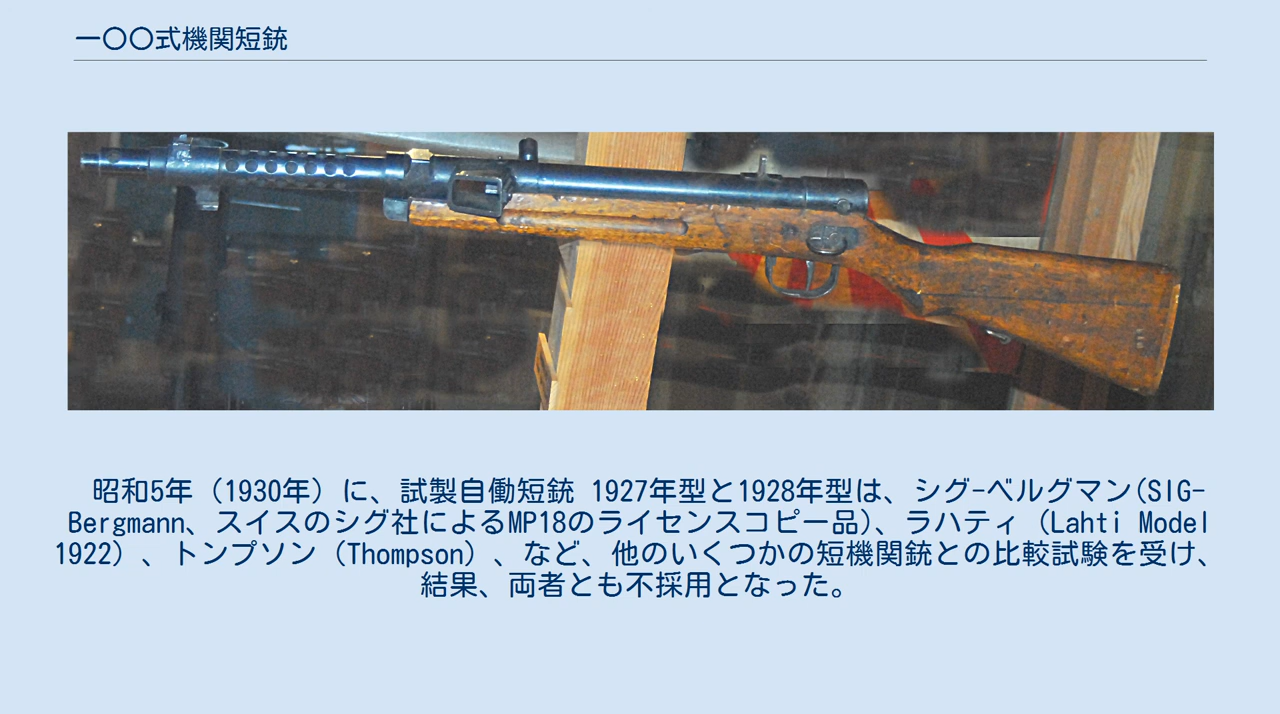 一〇〇式機関短銃
昭和5年（1930年）に、試製自働短銃 1927年型と1928年型は、シグ-ベルグマン(SIG-
Bergmann、スイスのシグ社によるMP18のライセンスコピー品)、ラハティ（Lahti Model
1922）、トンプソン（Thompson）、など、他のいくつかの短機関銃との比較試験を受け、
結果、両者とも不採用となった。